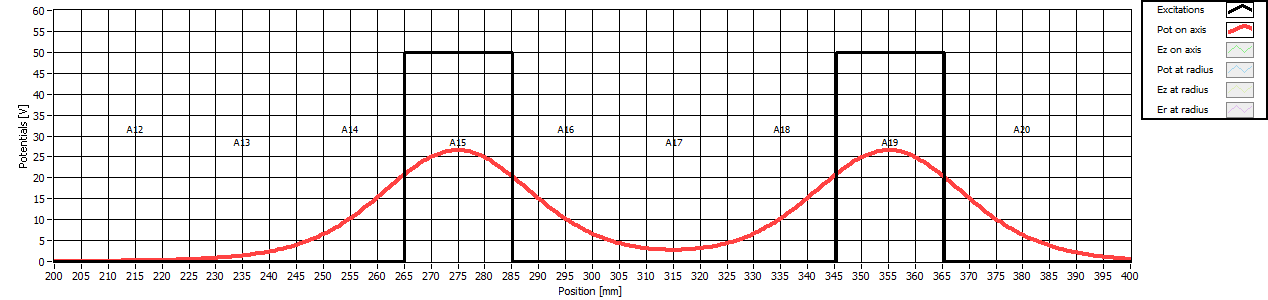 60
55
50
45
40
35
30
25
20
15
10
5
0
Potentials [V]
A12
A13
A14
A15
A16
A17
A18
A19
A20
200 205 210 215 220 225 230 235 240 245 250 255 260 265 270 275 280 285 290 295 300 305 310 315 320 325 330 335 340 345 350 355 360 365 370 375 380 385 390 395 400
Position [mm]
Excitations
Pot on axis
Ez on axis
Pot at radius
Ez at radius
Er at radius